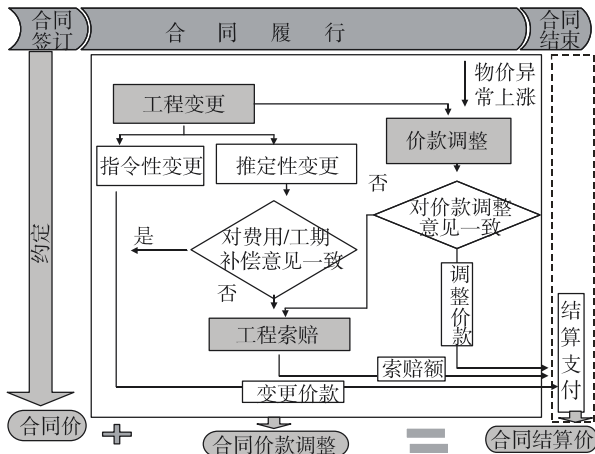 合同
签订
合同履行
合同
结束
物价异
常上涨
工程变更
价款调整
指令性变更
推定性变更
否
对价款调整
意见一致
是
对费用/工期
补偿意见一致
否
约定
调
整
价
款
工程索赔
结
算
支
付
索赔额
变更价款
合同价
合同价款调整
合同结算价